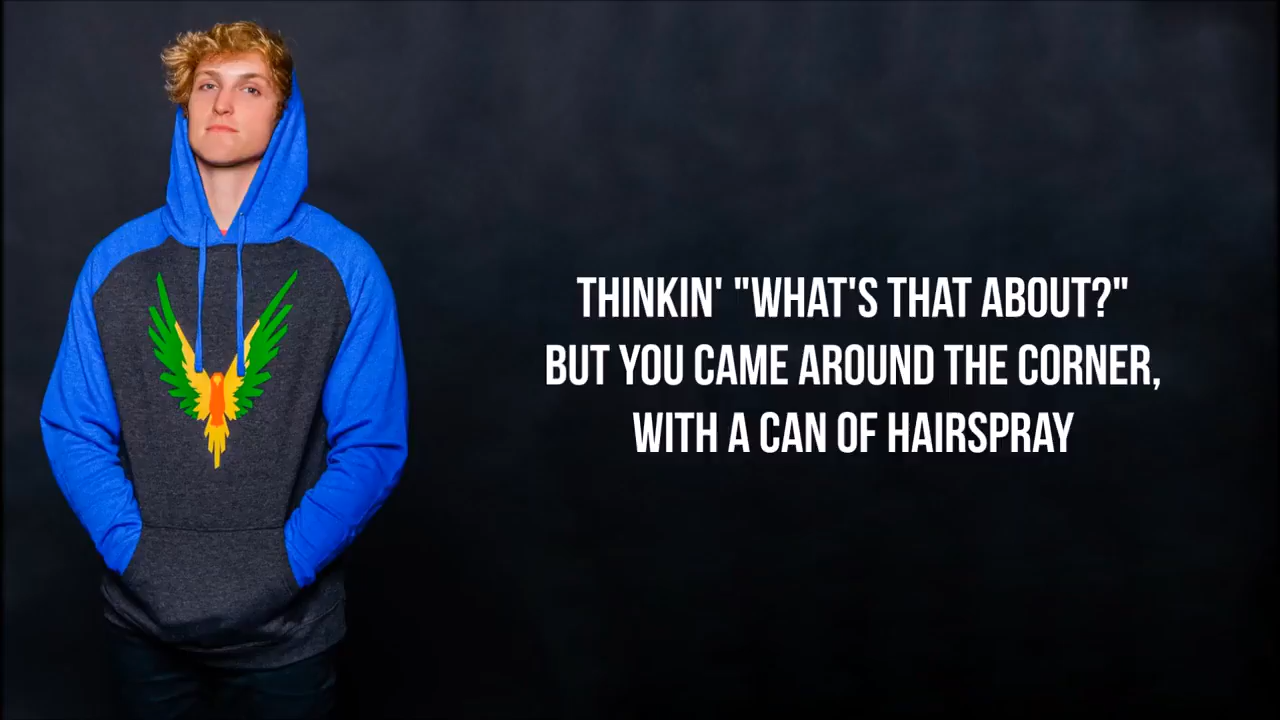 THINKIN' "WHAT'S THAT ABOUT?"
BUT YOU CAME AROUND THE CORNER,
WITH A CAN OF HAIRSPRAY